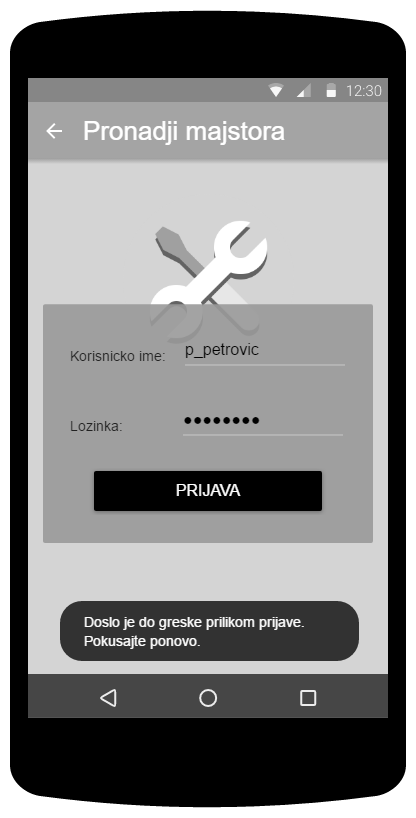 12:30
Pronadji majstora
Korisnicko ime: p_petrovic
Lozinka: ••••••••
PRIJAVA
Doslo je do greske prilikom prijave.
Pokusajte ponovo.